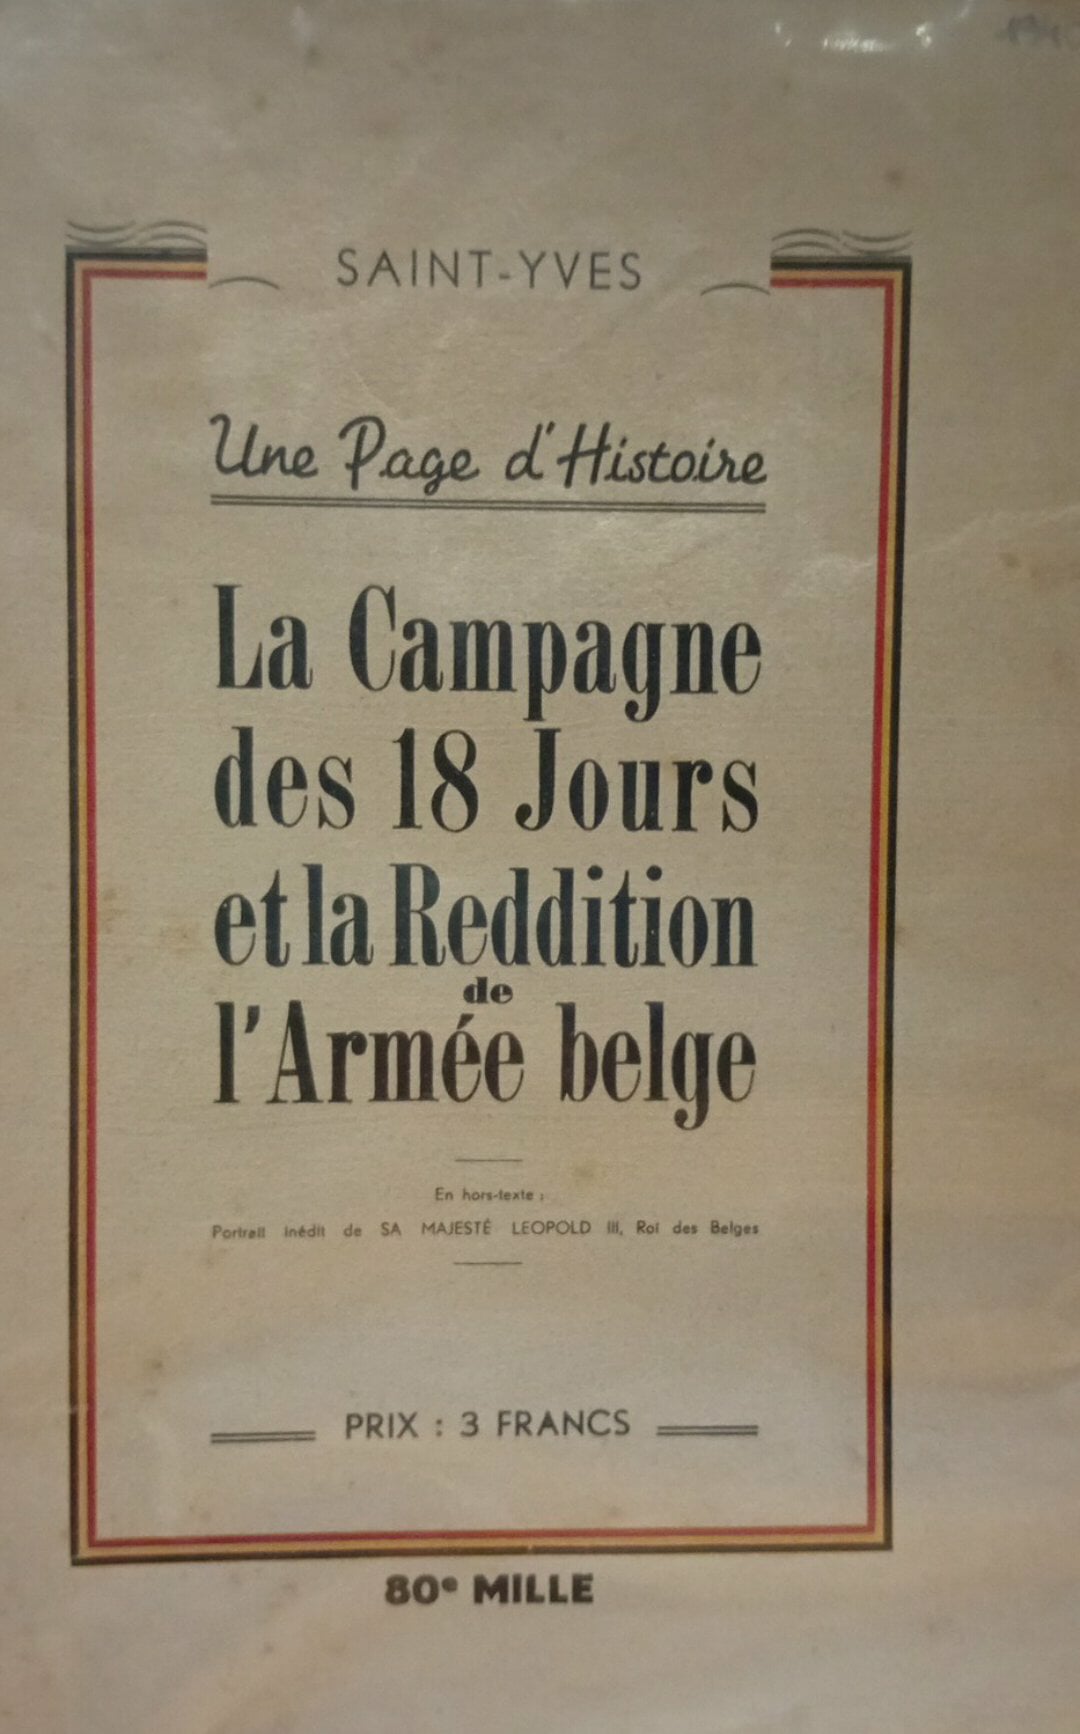 SAINT-YVES
Une Page d'Histoire
La Campagne
des 18 Jours
et la Reddition
de
l'Armée belge
En hors-texte :
Portrait inédit de SA MAJESTÉ LEOPOLD III, Roi des Belges
PRIX : 3 FRANCS
80e MILLE